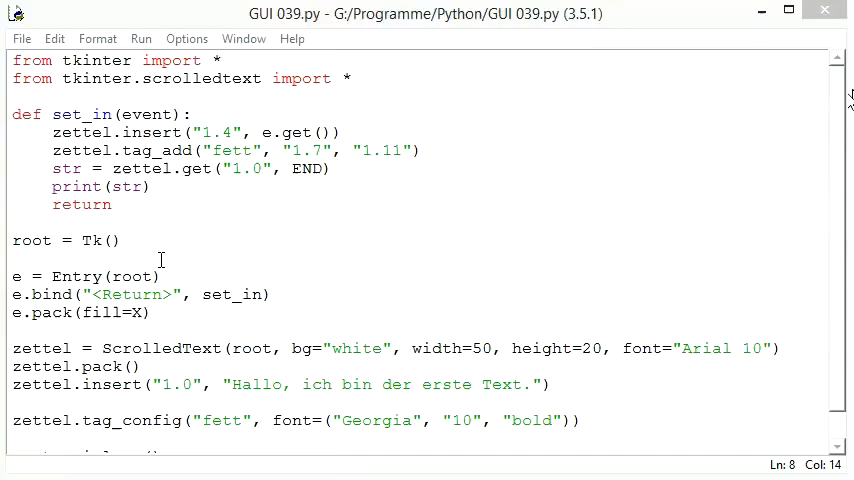 GUI 039.py - G:/Programme/Python/GUI 039.py (3.5.1)
File Edit Format Run Options Window Help
from tkinter import *
from tkinter.scrolledtext import *
def set_in(event):
    zettel.insert("1.4", e.get())
    zettel.tag_add("fett", "1.7", "1.11")
    str = zettel.get("1.0", END)
    print(str)
    return
root = Tk()
e = Entry(root)
e.bind("<Return>", set_in)
e.pack(fill=X)
zettel = ScrolledText(root, bg="white", width=50, height=20, font="Arial 10")
zettel.pack()
zettel.insert("1.0", "Hallo, ich bin der erste Text.")
zettel.tag_config("fett", font=("Georgia", "10", "bold"))
Ln: 8 Col: 14